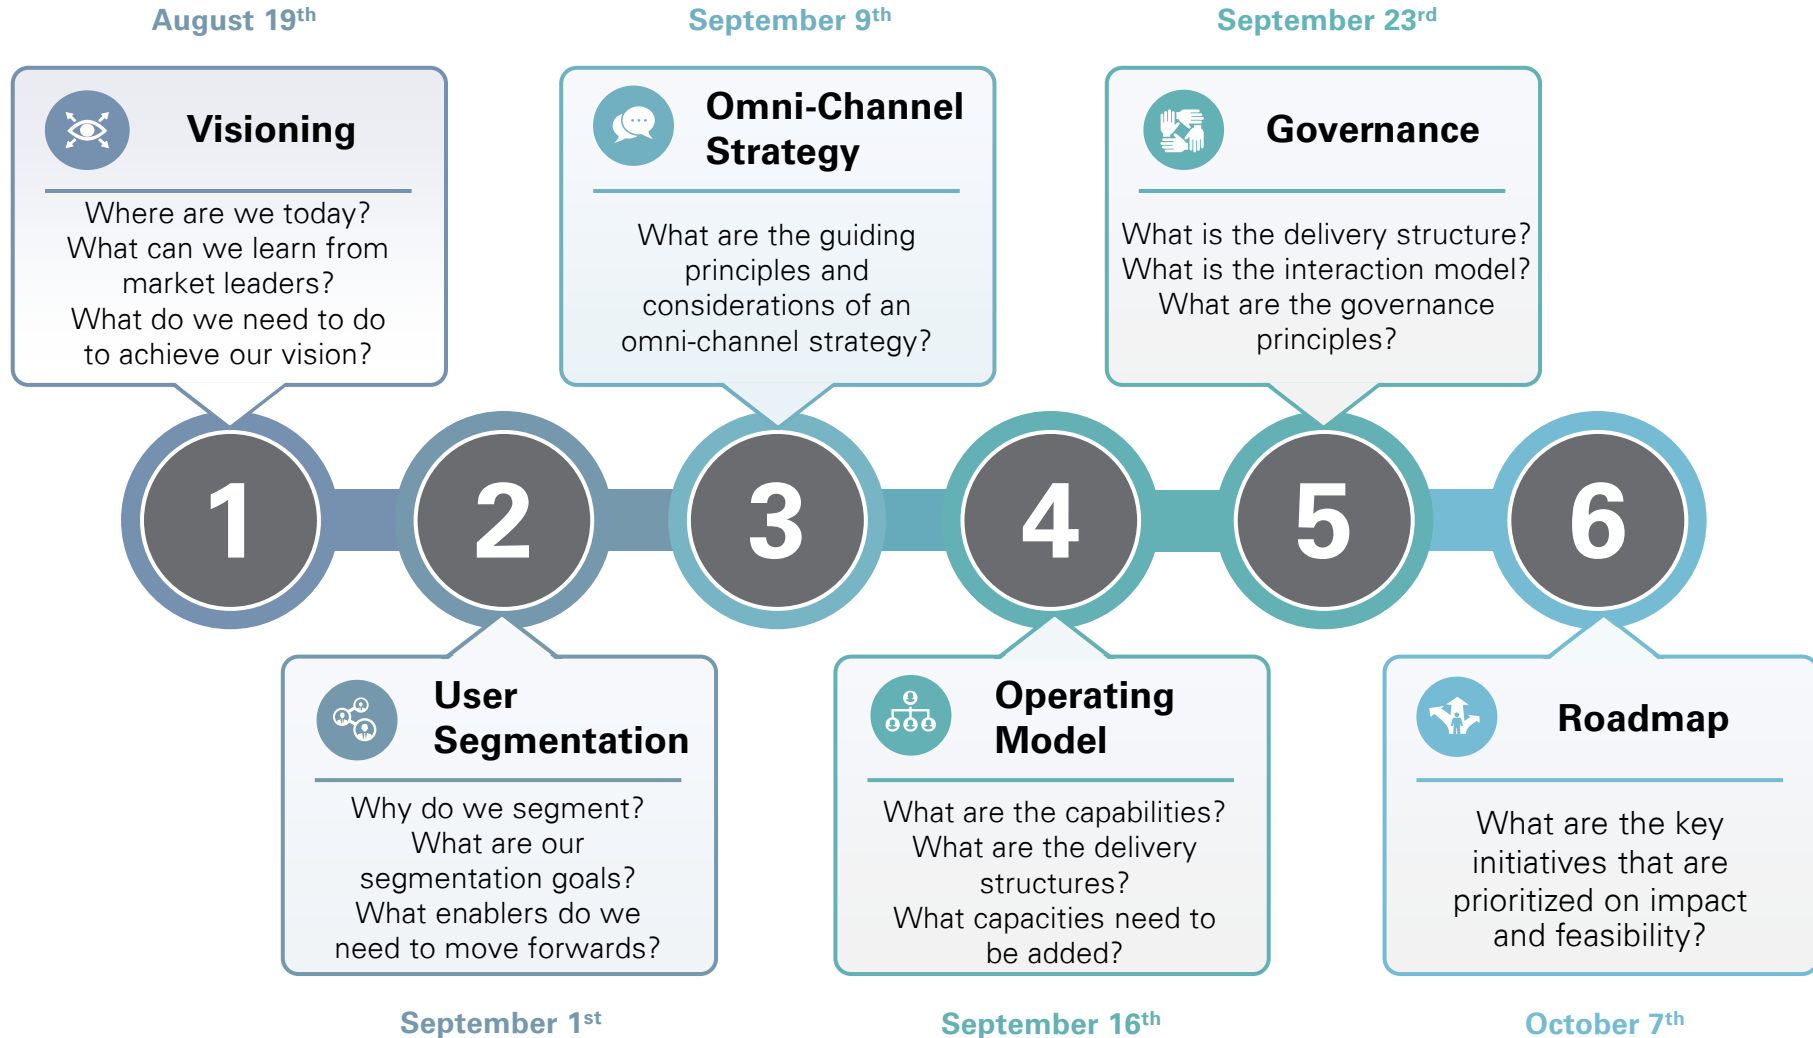 August 19th
September 9th
September 23rd
Visioning
Where are we today?
What can we learn from
market leaders?
What do we need to do
to achieve our vision?
Omni-Channel
Strategy
What are the guiding
principles and
considerations of an
omni-channel strategy?
Governance
What is the delivery structure?
What is the interaction model?
What are the governance
principles?
1
2
3
4
5
6
User
Segmentation
Why do we segment?
What are our
segmentation goals?
What enablers do we
need to move forwards?
Operating
Model
What are the capabilities?
What are the delivery
structures?
What capacities need to
be added?
Roadmap
What are the key
initiatives that are
prioritized on impact
and feasibility?
September 1st
September 16th
October 7th